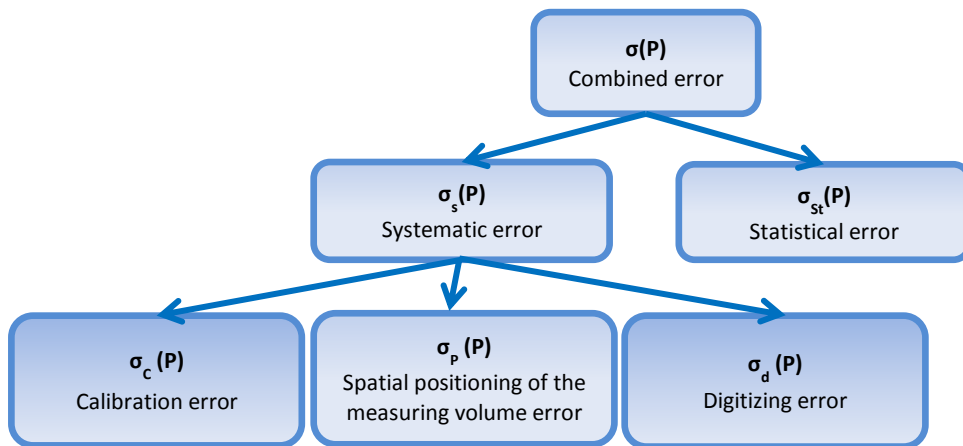 σ(P)
Combined error
σs(P)
Systematic error
σSt(P)
Statistical error
σC (P)
Calibration error
σP (P)
Spatial positioning of the
measuring volume error
σd (P)
Digitizing error